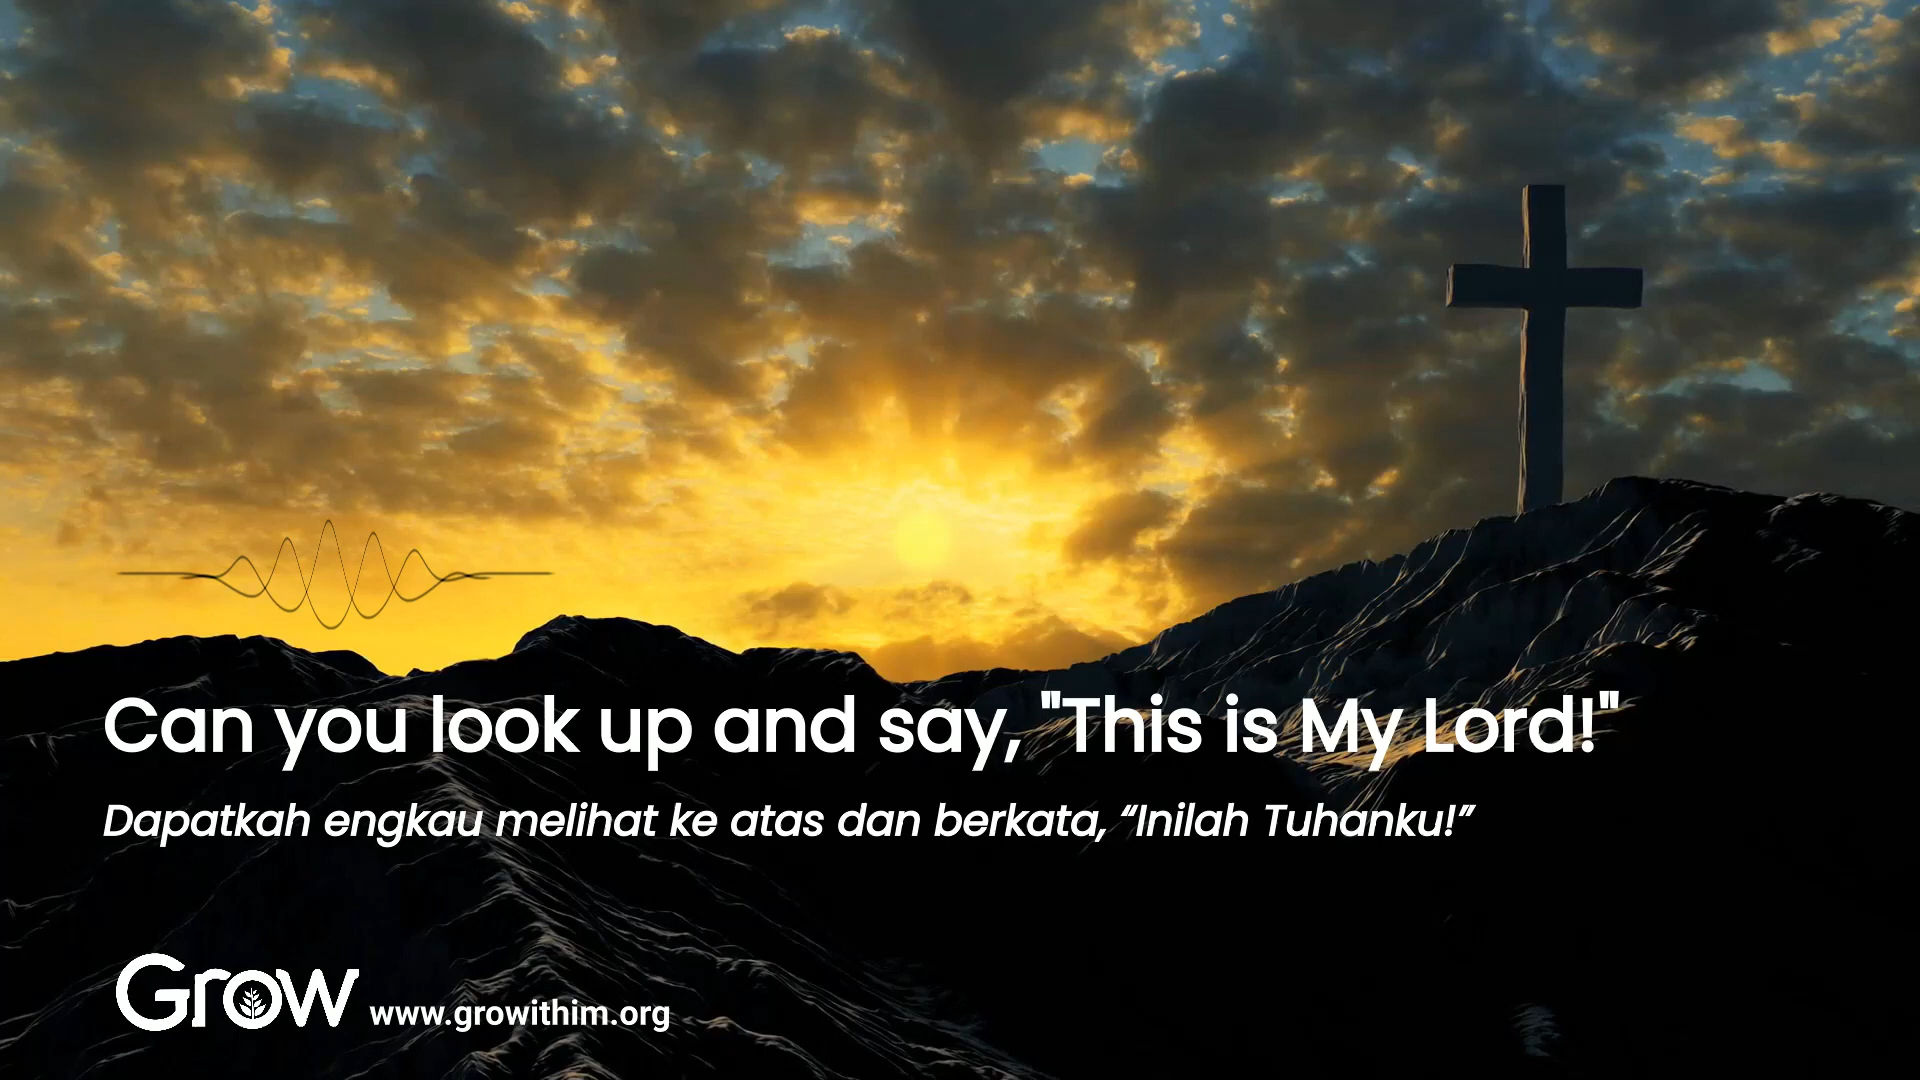 Can you look up and say, "This is My Lord!"
Dapatkah engkau melihat ke atas dan berkata, “Inilah Tuhanku!”
Grow www.growithim.org